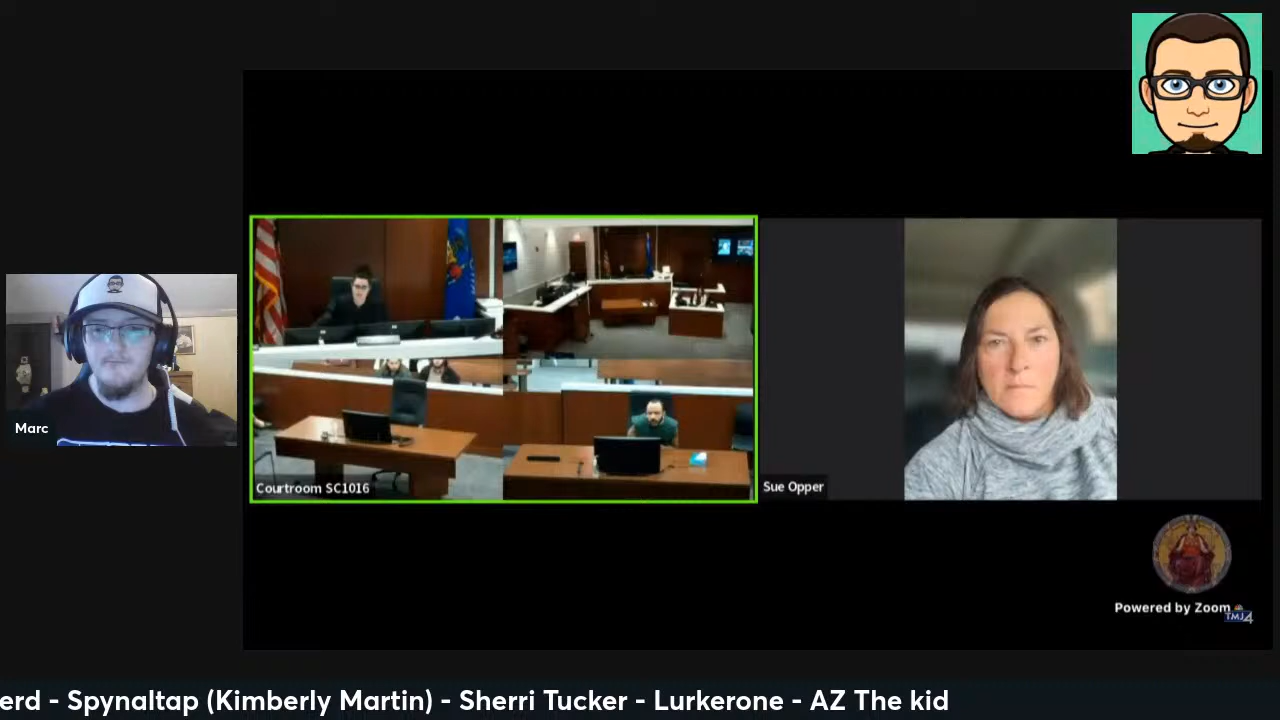 Marc
Courtroom SC1016
Sue Opper
Powered by Zoom
TMJ4
erd - Spynaltap (Kimberly Martin) - Sherri Tucker - Lurkerone - AZ The kid